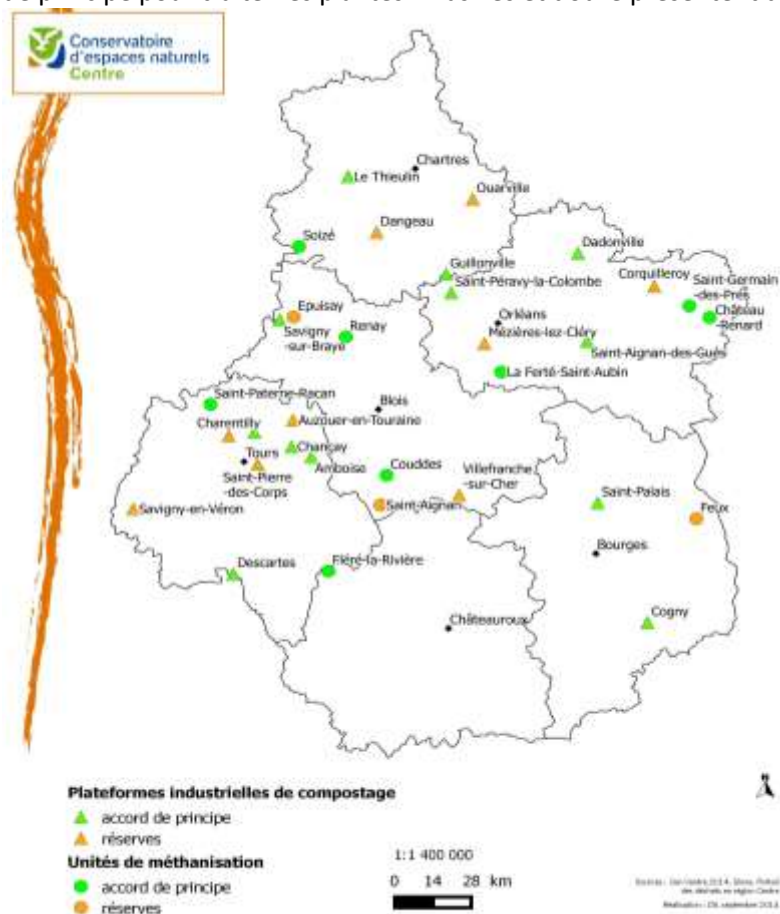 Conservatoire
d'espaces naturels
Centre
Chartres
Le Thieulin
Ouarville
Dangeau
Soizé
Dadonville
Guillonville
Saint-Péravy-la-Colombe
Corquilleroy
Saint-Germain
-des-Prés
Château
-Renard
Epuisay
Savigny
-sur-Braye
Renay
Orléans
Mézières-lez-Cléry
Saint-Aignan-des-Gués
La Ferté-Saint-Aubin
Saint-Paterne-Racan
Blois
Charentilly
Auzouer-en-Touraine
Tours
Chançay
Amboise
Saint-Pierre
-des-Corps
Couddes
Villefranche
-sur-Cher
Savigny-en-Véron
Saint-Aignan
Saint-Palais
Feux
Bourges
Descartes
Fléré-la-Rivière
Châteauroux
Cogny
Plateformes industrielles de compostage
accord de principe
réserves
Unités de méthanisation
accord de principe
réserves
1:1 400 000
0 14 28 km